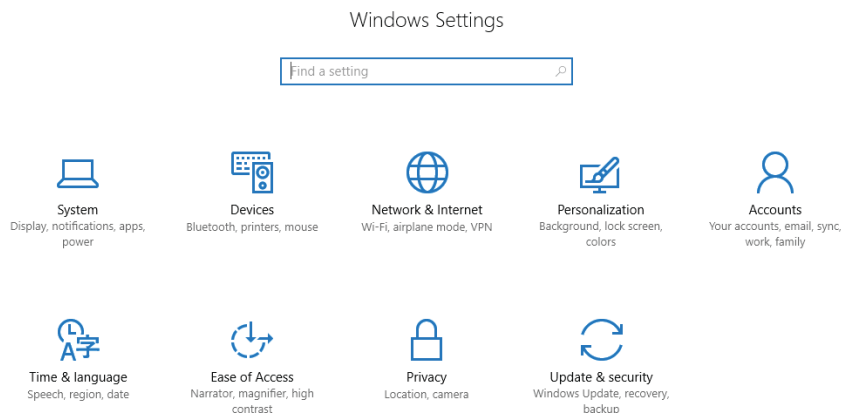 Windows Settings
Find a setting
System
Display, notifications, apps,
power
Devices
Bluetooth, printers, mouse
Network & Internet
Wi-Fi, airplane mode, VPN
Personalization
Background, lock screen,
colors
Accounts
Your accounts, email, sync,
work, family
A字
Time & language
Speech, region, date
Ease of Access
Narrator, magnifier, high
contrast
Privacy
Location, camera
Update & security
Windows Update, recovery,
backup